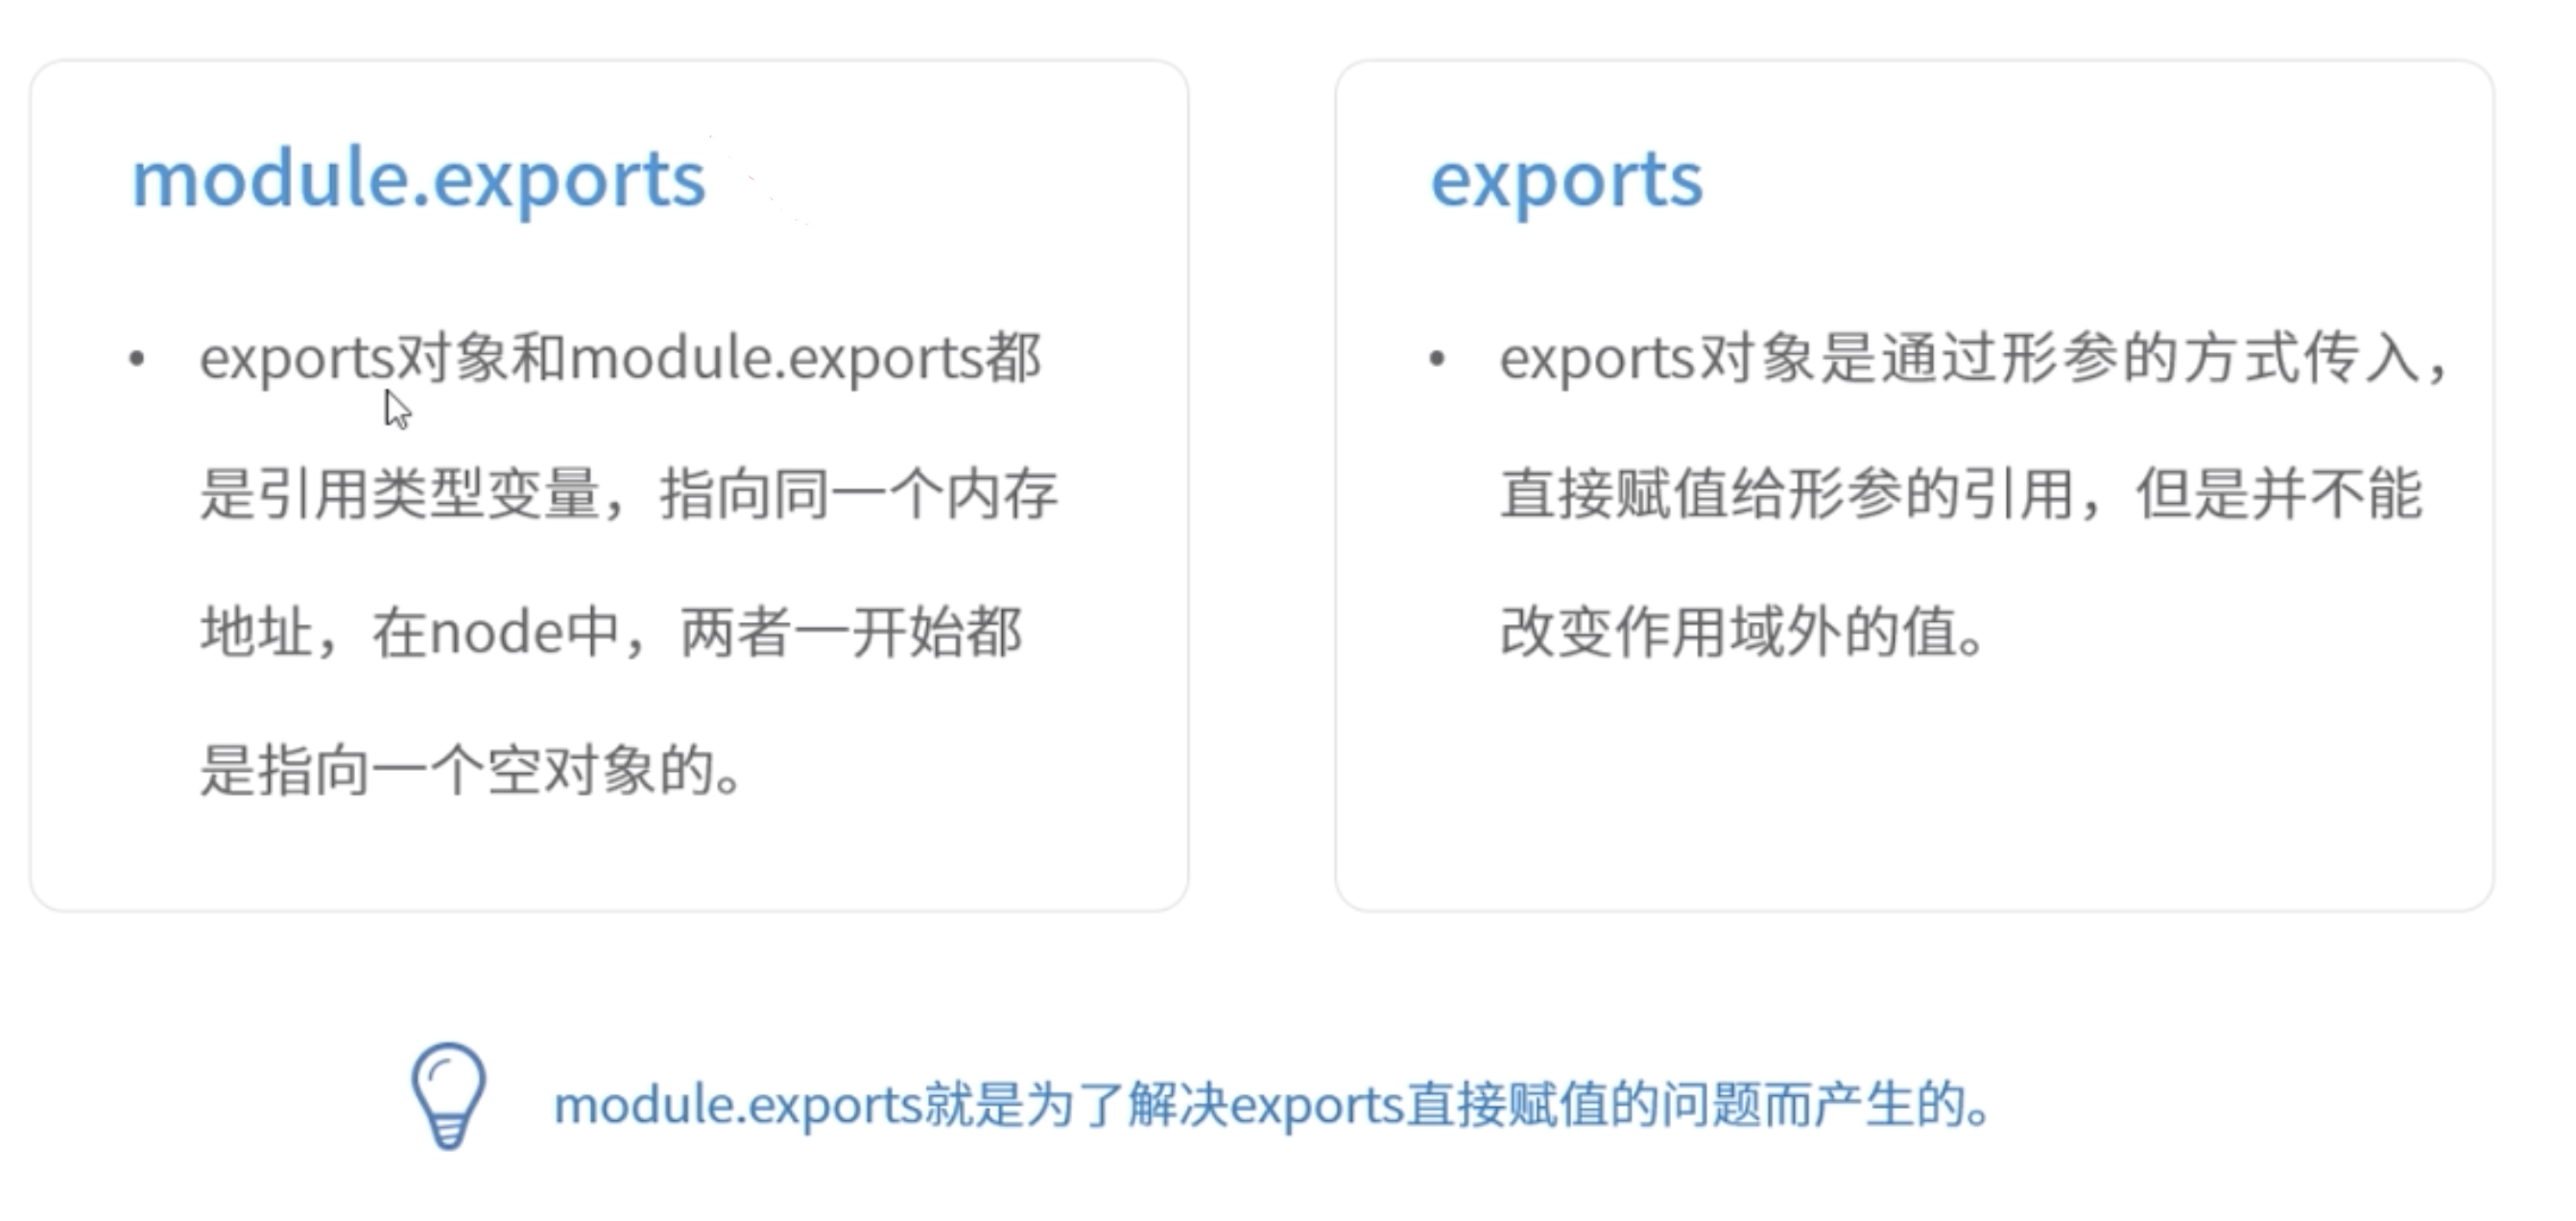 module.exports
• exports对象和module.exports都
是引用类型变量，指向同一个内存
地址，在node中，两者一开始都
是指向一个空对象的。
exports
• exports对象是通过形参的方式传入，
直接赋值给形参的引用，但是并不能
改变作用域外的值。
module.exports就是为了解决exports直接赋值的问题而产生的。